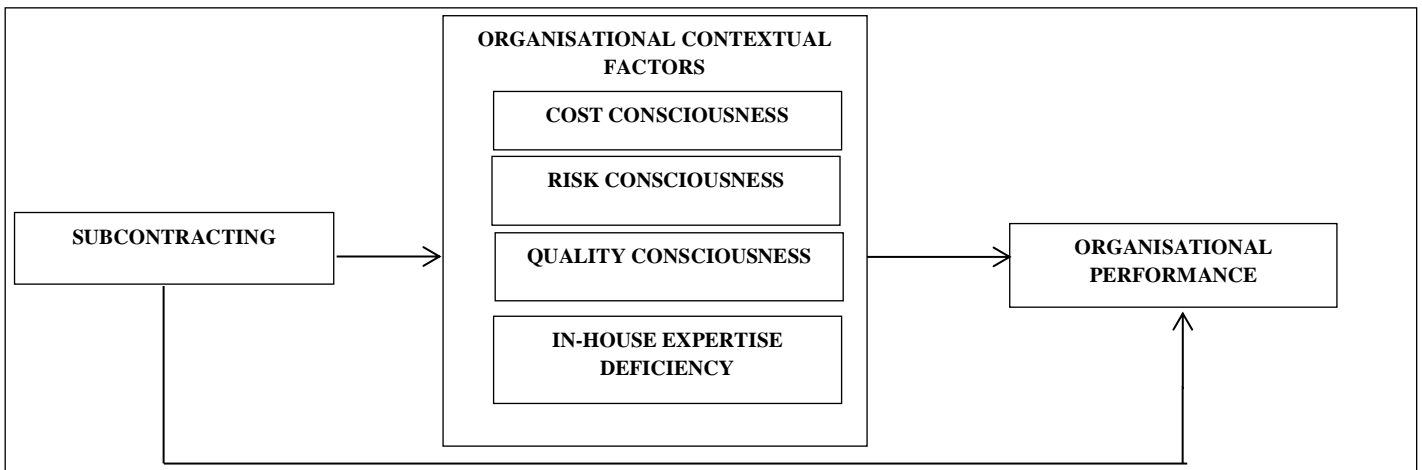 ORGANISATIONAL CONTEXTUAL
FACTORS
COST CONSCIOUSNESS
RISK CONSCIOUSNESS
SUBCONTRACTING
QUALITY CONSCIOUSNESS
ORGANISATIONAL
PERFORMANCE
IN-HOUSE EXPERTISE
DEFICIENCY